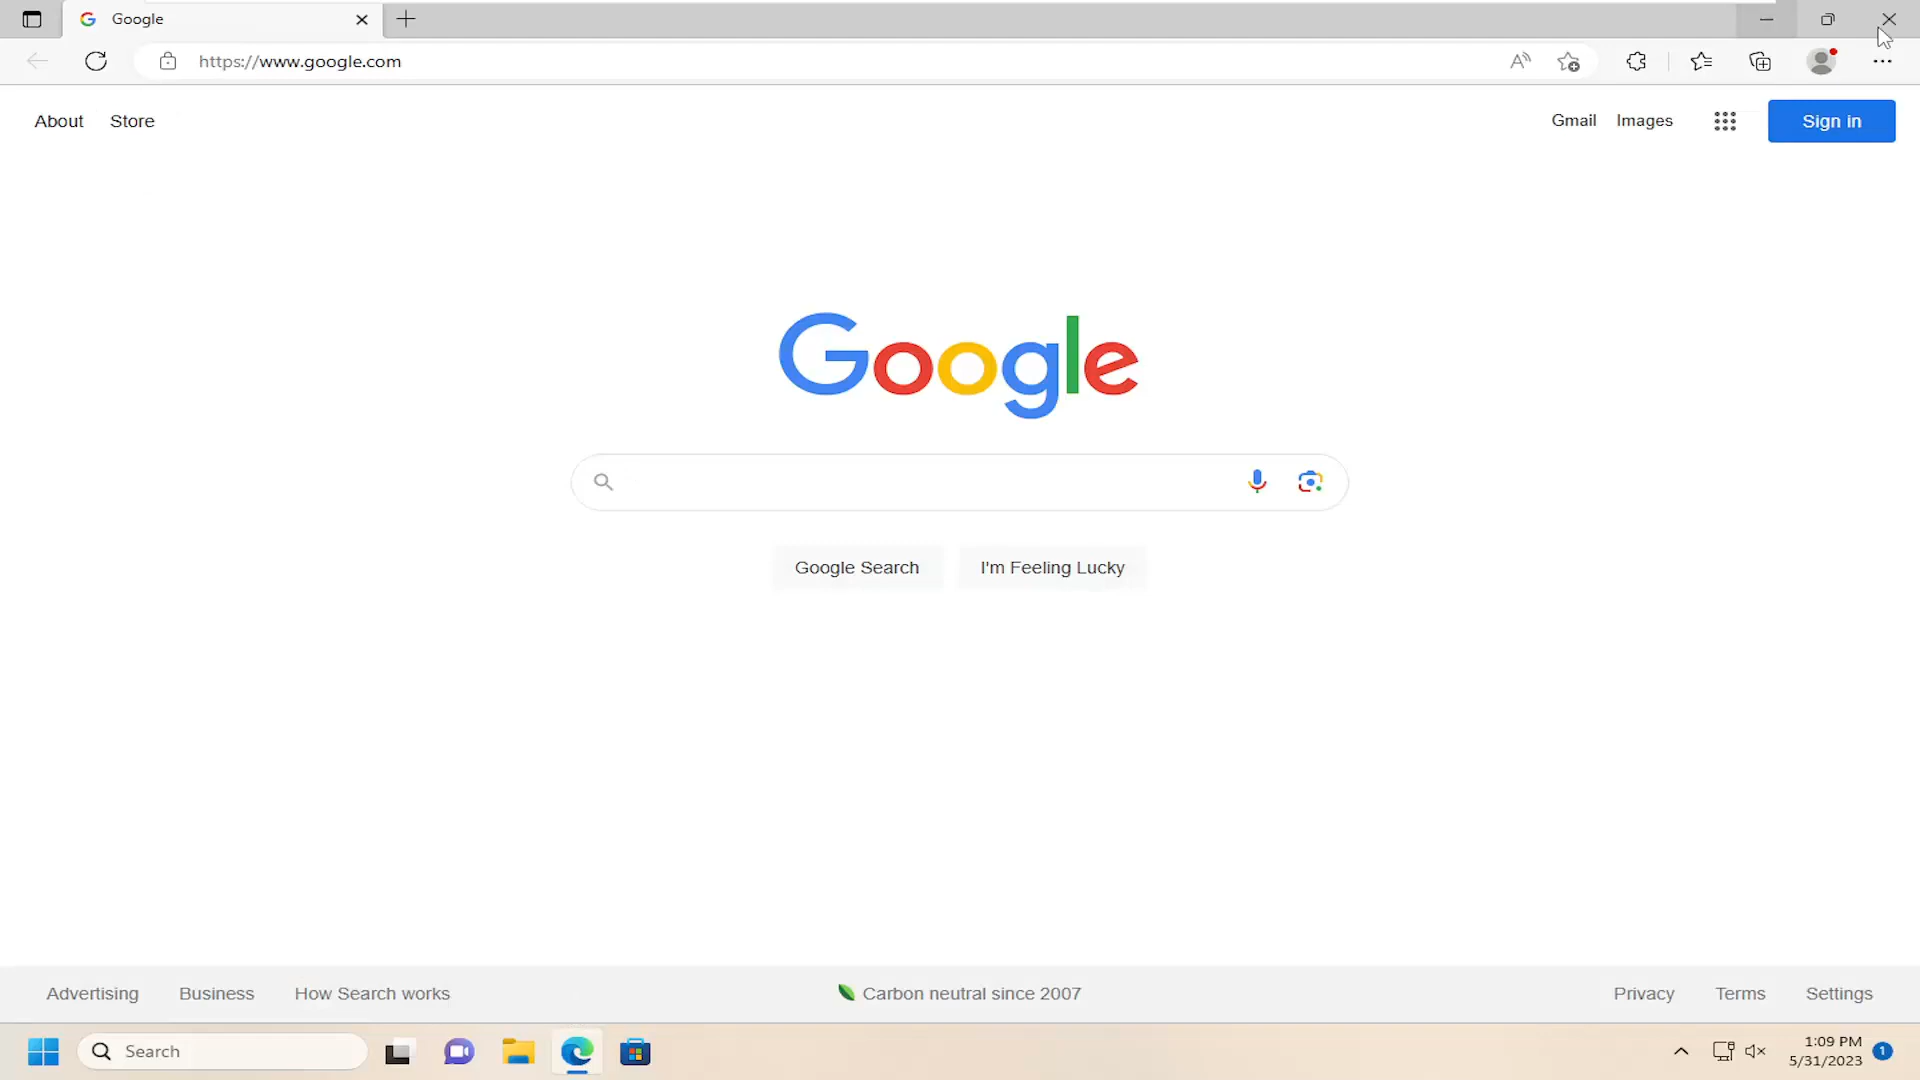 Google
https://www.google.com
About Store
Gmail Images Sign in
Google
Google Search I'm Feeling Lucky
Advertising Business How Search works
Carbon neutral since 2007
Privacy Terms Settings
Search
1:09 PM
5/31/2023
1